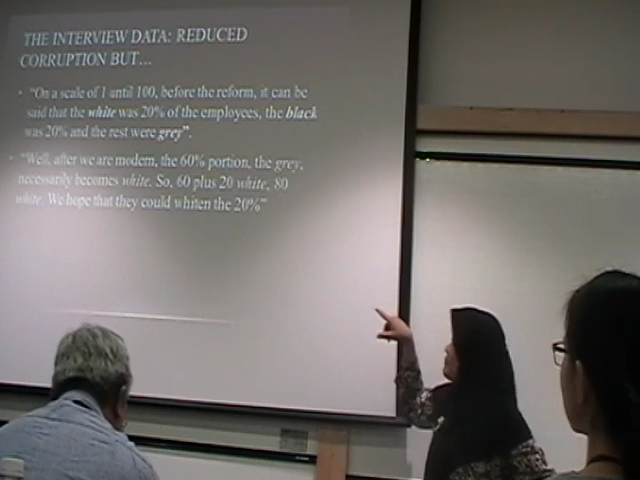 THE INTERVIEW DATA: REDUCED
CORRUPTION BUT…
• "On a scale of 1 until 100, before the reform, it can be
said that the white was 20% of the employees, the black
was 20% and the rest were grey".
• "Well, after we are modern, the 60% portion, the grey,
necessarily becomes white. So, 60 plus 20 white, 80
white. We hope that they could whiten the 20%"